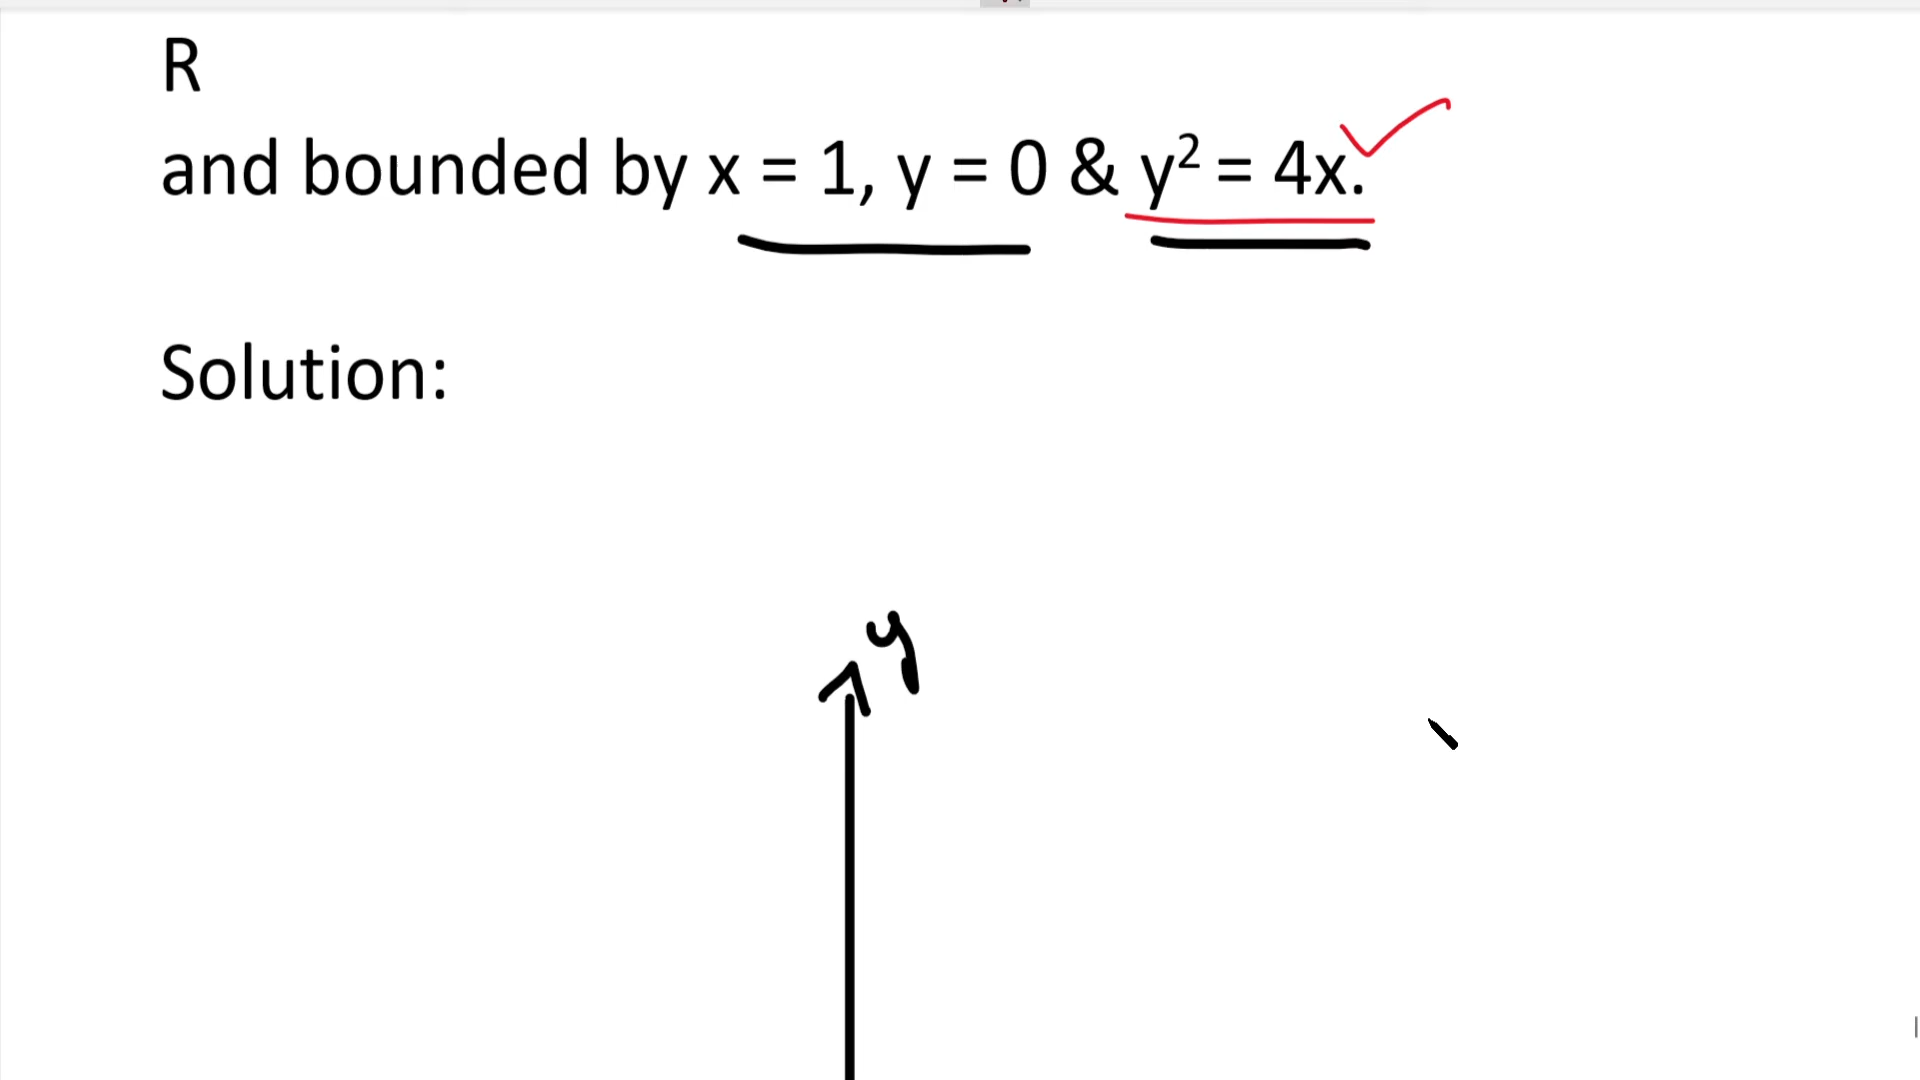 R
and bounded by x = 1, y = 0 & y² = 4x.
Solution:
y